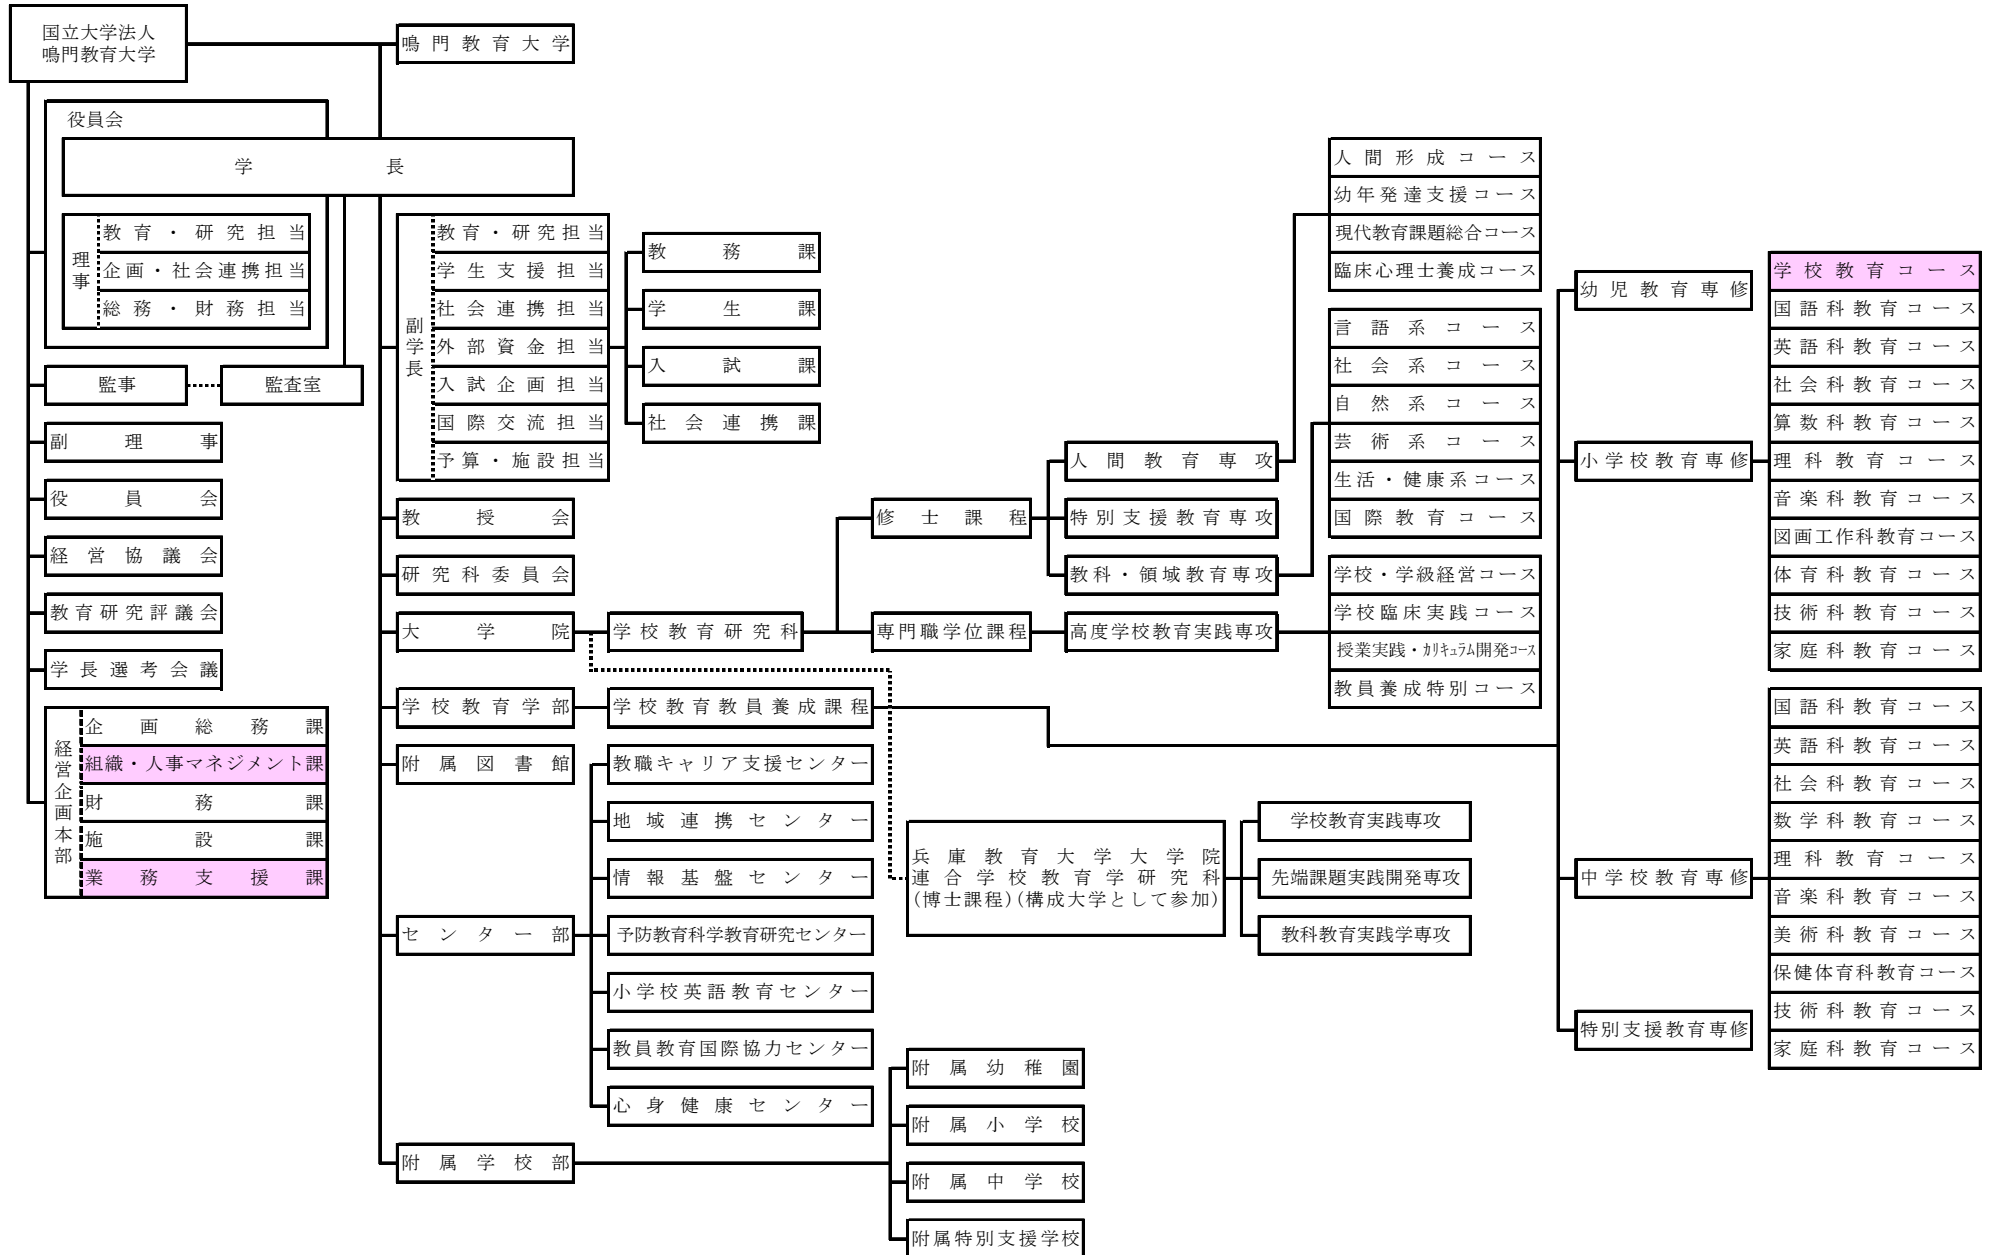 国立大学法人
鳴門教育大学
鳴門教育大学
役員会
学長
理事
教育・研究担当
企画・社会連携担当
総務・財務担当
監事
監査室
副理事
役員会
経営協議会
教育研究評議会
学長選考会議
経営企画本部
企画総務課
組織・人事マネジメント課
財務課
施設課
業務支援課
副学長
教育・研究担当
学生支援担当
社会連携担当
外部資金担当
入試企画担当
国際交流担当
予算・施設担当
教務課
学生課
入試課
社会連携課
教授会
研究科委員会
大学院
学校教育研究科
修士課程
人間教育専攻
特別支援教育専攻
教科・領域教育専攻
専門職学位課程
高度学校教育実践専攻
人間形成コース
幼年発達支援コース
現代教育課題総合コース
臨床心理士養成コース
言語系コース
社会系コース
自然系コース
芸術系コース
生活・健康系コース
国際教育コース
学校・学級経営コース
学校臨床実践コース
授業実践・カリキュラム開発コース
教員養成特別コース
学校教育学部
学校教育教員養成課程
幼児教育専修
小学校教育専修
中学校教育専修
特別支援教育専修
学校教育コース
国語科教育コース
英語科教育コース
社会科教育コース
算数科教育コース
理科教育コース
音楽科教育コース
図画工作科教育コース
体育科教育コース
技術科教育コース
家庭科教育コース
国語科教育コース
英語科教育コース
社会科教育コース
数学科教育コース
理科教育コース
音楽科教育コース
美術科教育コース
保健体育科教育コース
技術科教育コース
家庭科教育コース
附属図書館
センター部
教職キャリア支援センター
地域連携センター
情報基盤センター
予防教育科学教育研究センター
小学校英語教育センター
教員教育国際協力センター
心身健康センター
兵庫教育大学大学院
連合学校教育学研究科
(博士課程)(構成大学として参加)
学校教育実践専攻
先端課題実践開発専攻
教科教育実践学専攻
附属学校部
附属幼稚園
附属小学校
附属中学校
附属特別支援学校